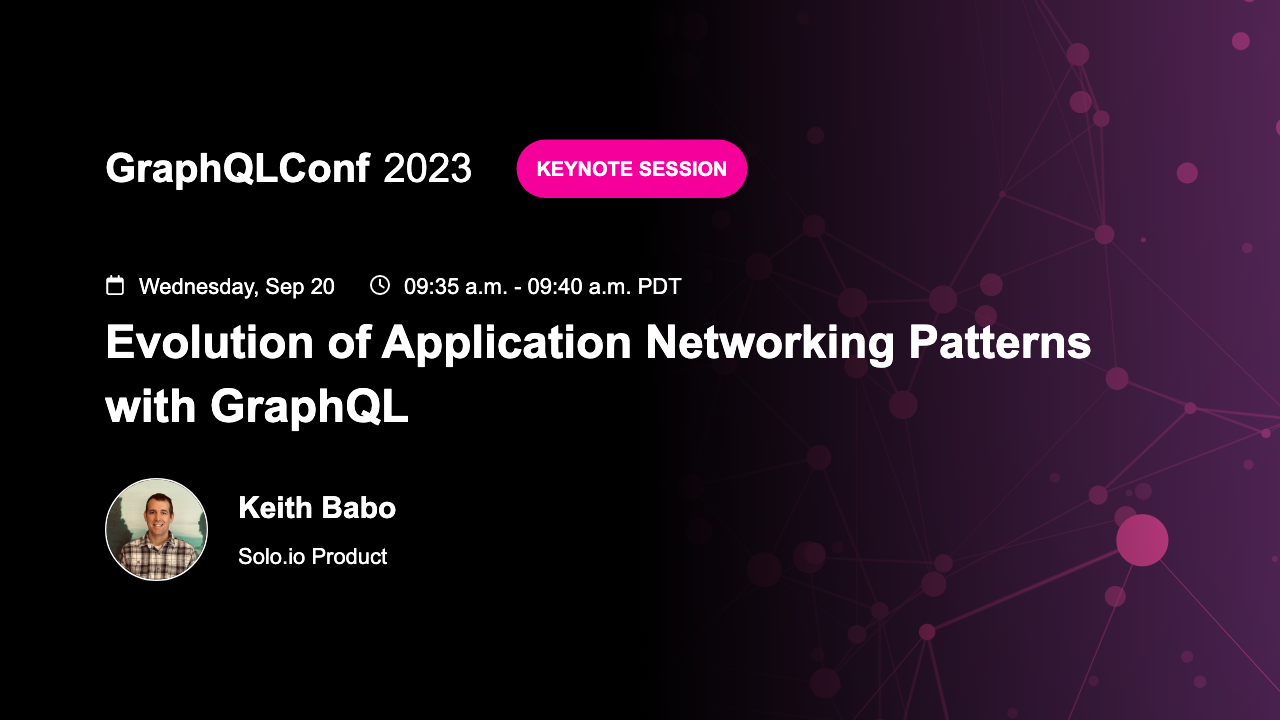 GraphQLConf 2023
KEYNOTE SESSION
Wednesday, Sep 20
09:35 a.m. - 09:40 a.m. PDT
Evolution of Application Networking Patterns
with GraphQL
Keith Babo
Solo.io Product